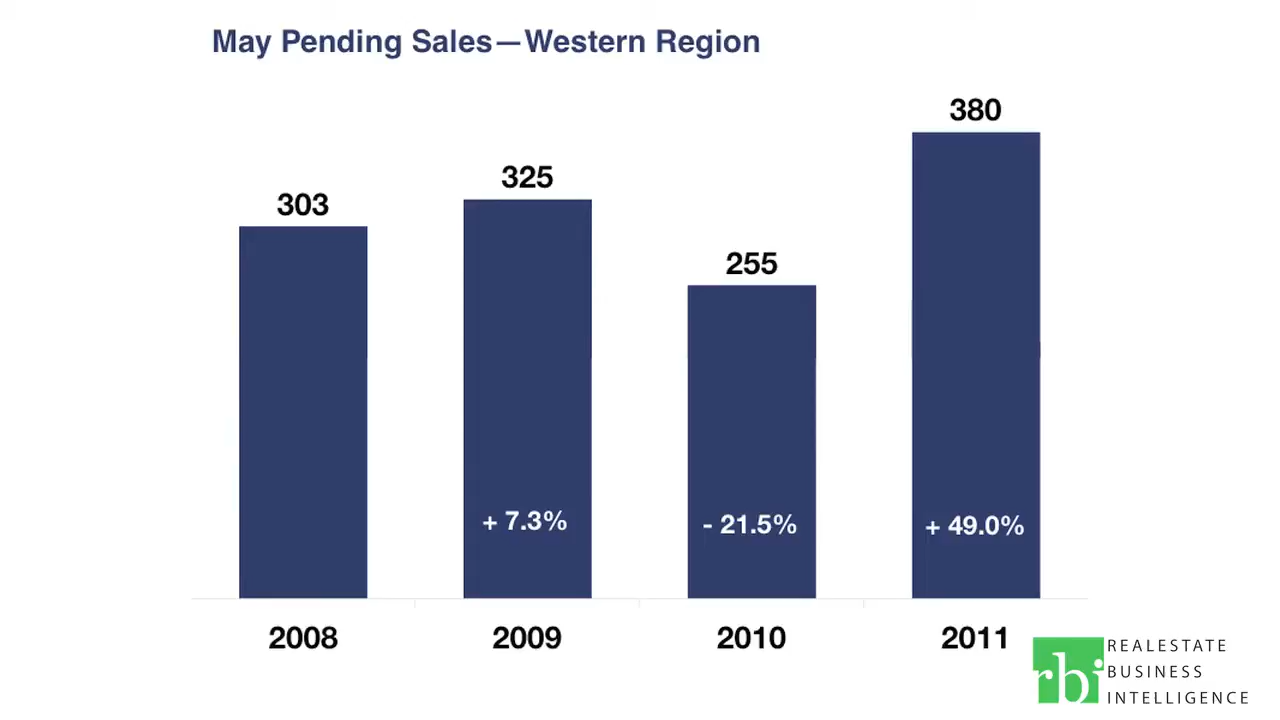 May Pending Sales—Western Region
380
325
303
255
+ 7.3%
- 21.5%
+ 49.0%
2008
2009
2010
2011
rbi
REALESTATE
BUSINESS
INTELLIGENCE